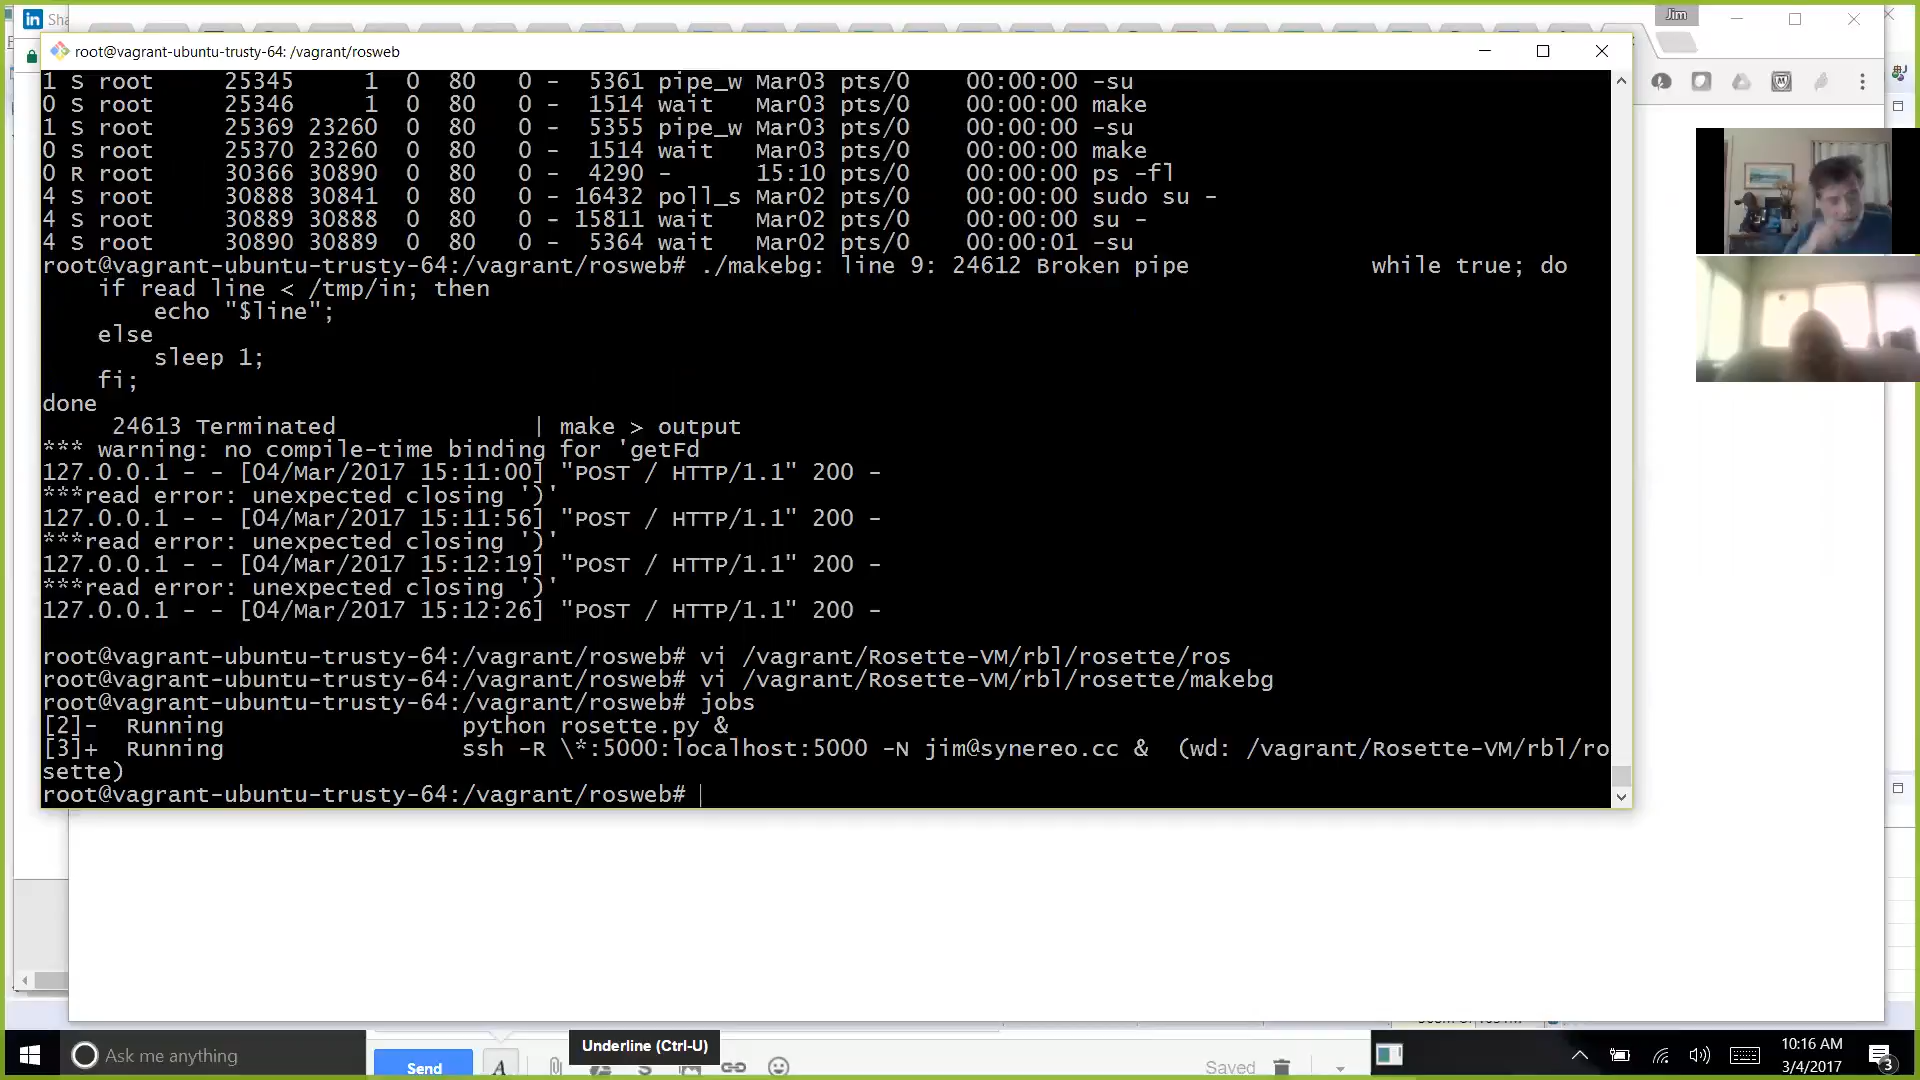 in Sha
Jim
root@vagrant-ubuntu-trusty-64: /vagrant/rosweb
1 S root     25345     1  0  80   0 -  5361 pipe_w Mar03 pts/0    00:00:00 -su
0 S root     25346     1  0  80   0 -  1514 wait   Mar03 pts/0    00:00:00 make
1 S root     25369 23260  0  80   0 -  5355 pipe_w Mar03 pts/0    00:00:00 -su
0 S root     25370 23260  0  80   0 -  1514 wait   Mar03 pts/0    00:00:00 make
0 R root     30366 30890  0  80   0 -  4290 -      15:10 pts/0    00:00:00 ps -fl
4 S root     30888 30841  0  80   0 - 16432 poll_s Mar02 pts/0    00:00:00 sudo su -
4 S root     30889 30888  0  80   0 - 15811 wait   Mar02 pts/0    00:00:00 su -
4 S root     30890 30889  0  80   0 -  5364 wait   Mar02 pts/0    00:00:01 -su
root@vagrant-ubuntu-trusty-64:/vagrant/rosweb# ./makebg: line 9: 24612 Broken pipe             while true; do
    if read line < /tmp/in; then
        echo "$line";
    else
        sleep 1;
    fi;
done
     24613 Terminated              | make > output
*** warning: no compile-time binding for 'getFd
127.0.0.1 - - [04/Mar/2017 15:11:00] "POST / HTTP/1.1" 200 -
***read error: unexpected closing ')'
127.0.0.1 - - [04/Mar/2017 15:11:56] "POST / HTTP/1.1" 200 -
***read error: unexpected closing ')'
127.0.0.1 - - [04/Mar/2017 15:12:19] "POST / HTTP/1.1" 200 -
***read error: unexpected closing ')'
127.0.0.1 - - [04/Mar/2017 15:12:26] "POST / HTTP/1.1" 200 -
root@vagrant-ubuntu-trusty-64:/vagrant/rosweb# vi /vagrant/Rosette-VM/rbl/rosette/ros
root@vagrant-ubuntu-trusty-64:/vagrant/rosweb# vi /vagrant/Rosette-VM/rbl/rosette/makebg
root@vagrant-ubuntu-trusty-64:/vagrant/rosweb# jobs
[2]-  Running                 python rosette.py &
[3]+  Running                 ssh -R \*:5000:localhost:5000 -N jim@synereo.cc &  (wd: /vagrant/Rosette-VM/rbl/ro
sette)
root@vagrant-ubuntu-trusty-64:/vagrant/rosweb#
Underline (Ctrl-U)
Ask me anything
Send
Saved
10:16 AM
3/4/2017
3